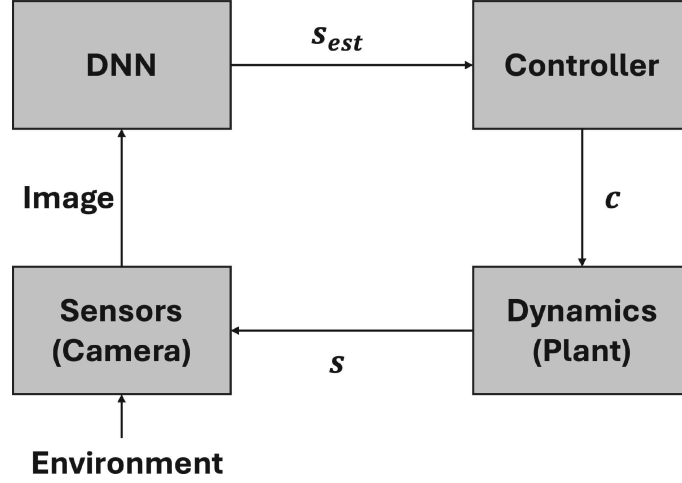 DNN
s_est
Controller
Image
c
Sensors
(Camera)
Dynamics
(Plant)
s
Environment